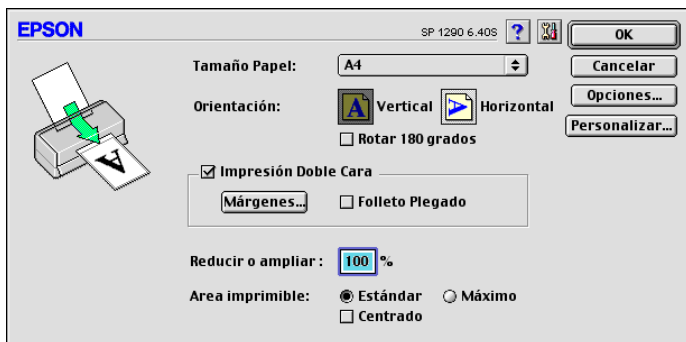 EPSON
SP 1290 6.40S
?
OK
Tamaño Papel: A4
Cancelar
Orientación: A Vertical A Horizontal
Opciones...
Rotar 180 grados
Personalizar...
A
Impresión Doble Cara
Márgenes... Folleto Plegado
Reducir o ampliar : 100 %
Area imprimible: Estándar Máximo
Centrado